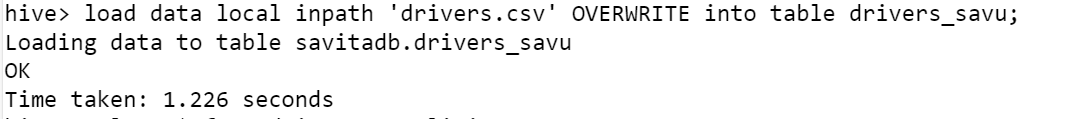 hive> load data local inpath 'drivers.csv' OVERWRITE into table drivers_savu;
Loading data to table savitadb.drivers_savu
OK
Time taken: 1.226 seconds